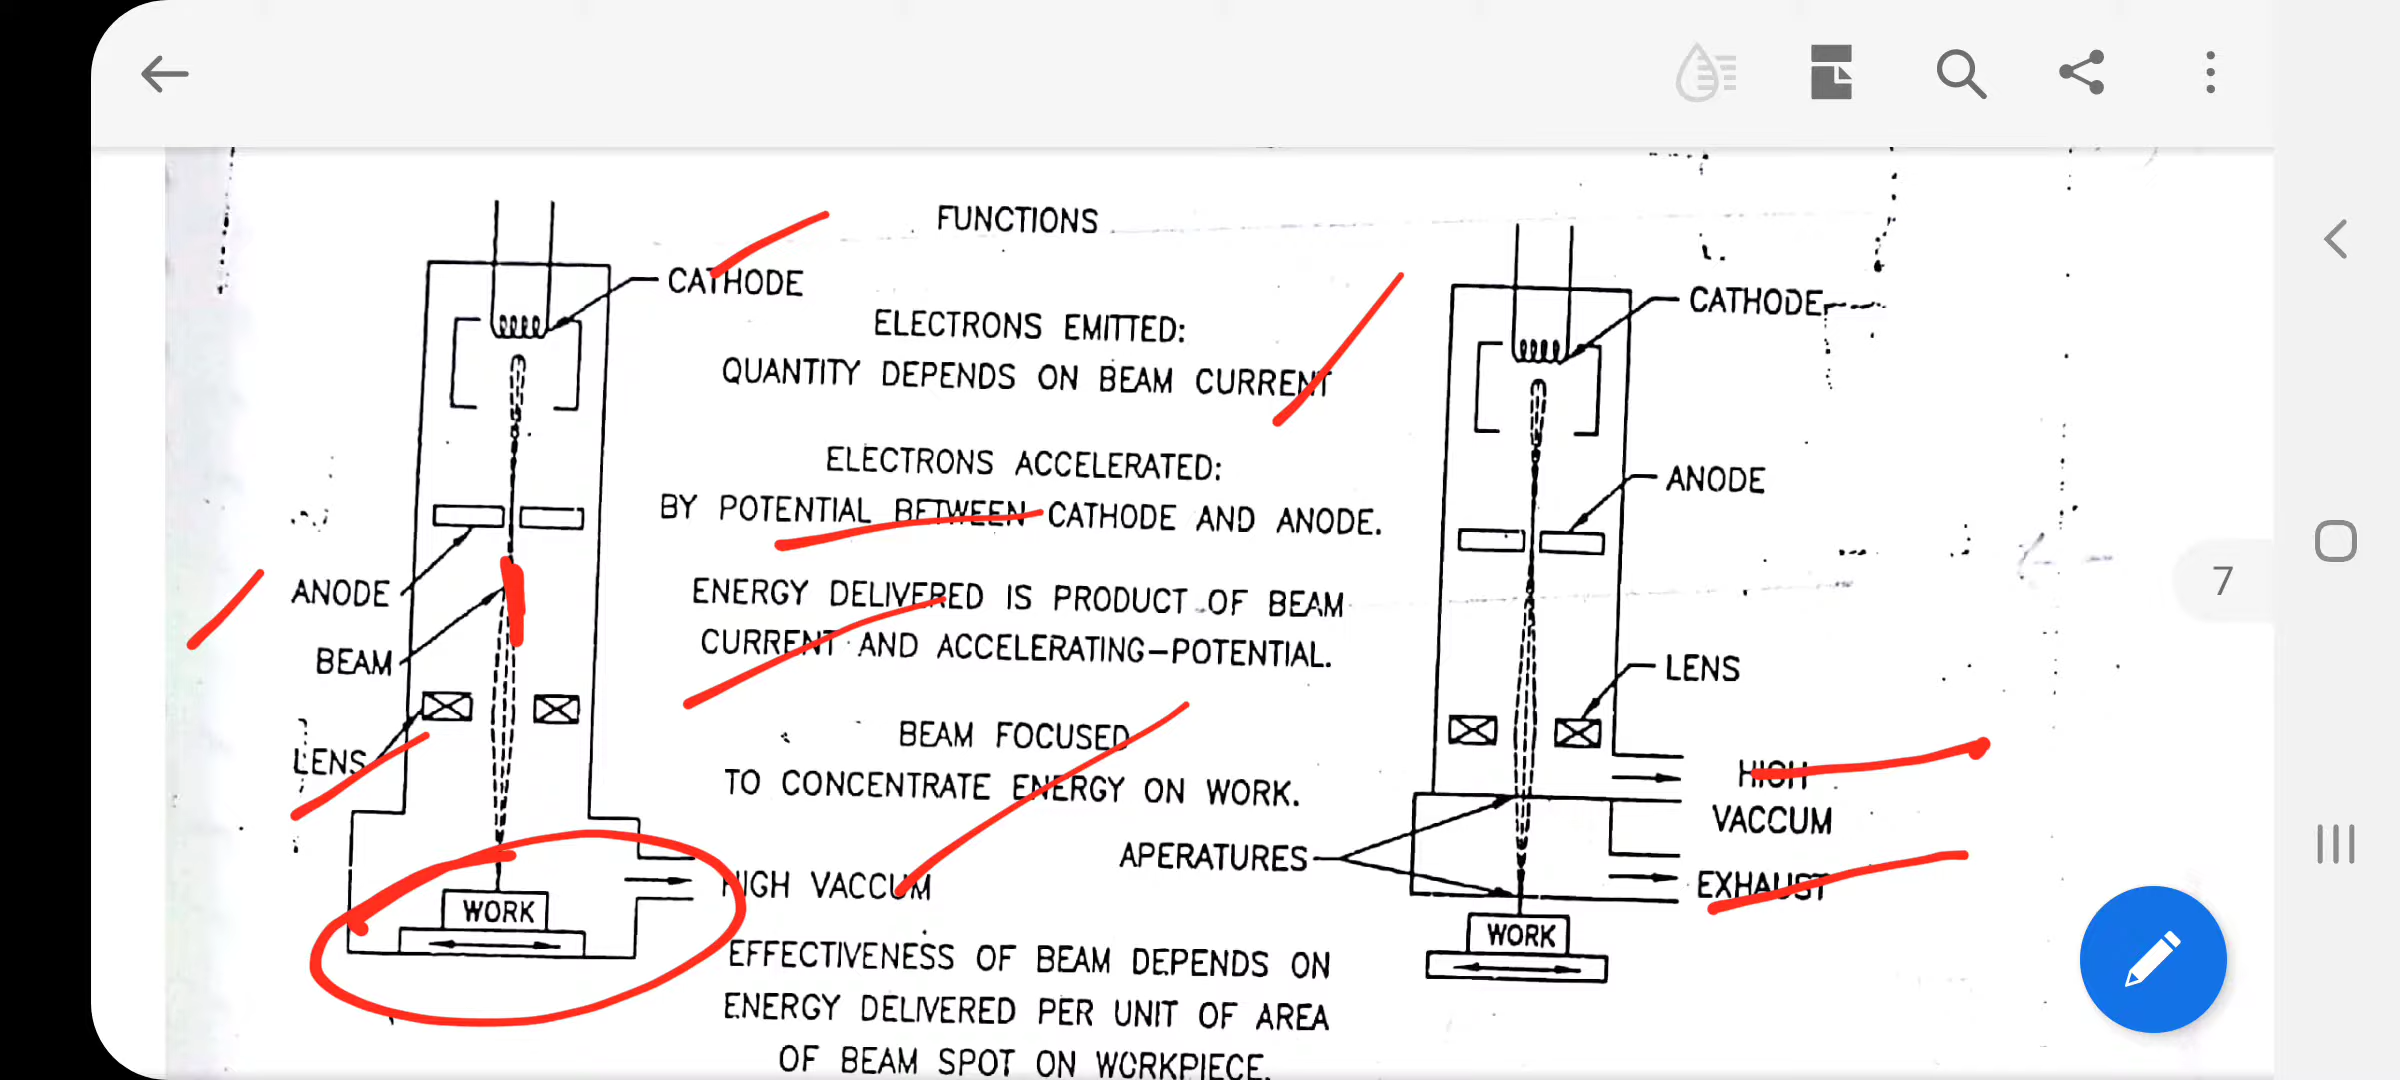 FUNCTIONS
CATHODE
ELECTRONS EMITTED:
QUANTITY DEPENDS ON BEAM CURRENT
ELECTRONS ACCELERATED:
BY POTENTIAL BETWEEN CATHODE AND ANODE.
ENERGY DELIVERED IS PRODUCT OF BEAM
CURRENT AND ACCELERATING-POTENTIAL.
BEAM FOCUSED
TO CONCENTRATE ENERGY ON WORK.
ANODE
BEAM
LENS
HIGH VACCUM
WORK
EFFECTIVENESS OF BEAM DEPENDS ON
ENERGY DELIVERED PER UNIT OF AREA
OF BEAM SPOT ON WORKPIECE.
CATHODE
ANODE
LENS
HIGH
VACCUM
APERATURES
EXHAUST
WORK
7